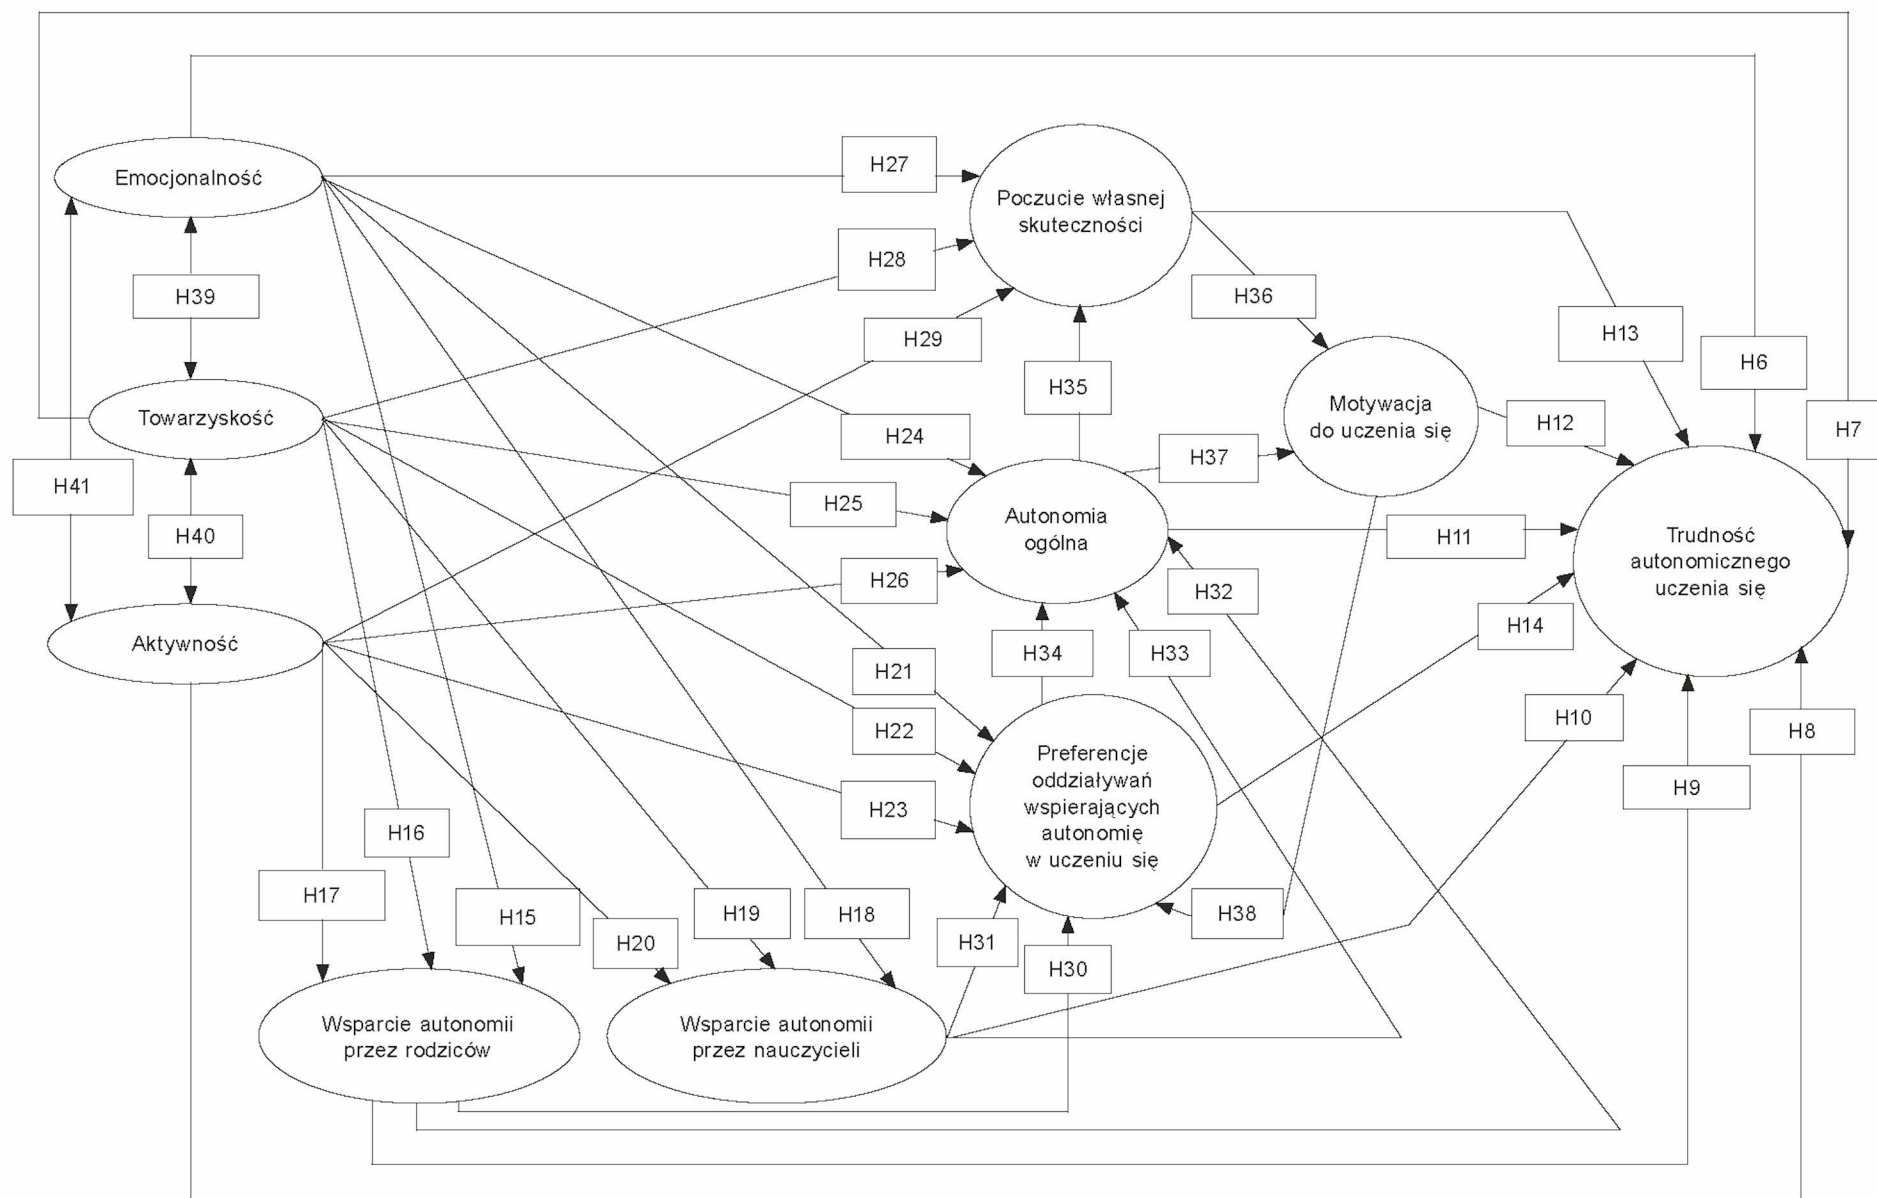 Emocjonalność
H27
Poczucie własnej
skuteczności
H28
H39
H36
H29
H13
H6
H35
Motywacja
do uczenia się
Towarzyskość
H12
H7
H24
H37
H41
H25
Autonomia
ogólna
H40
H11
Trudność
autonomicznego
uczenia się
H26
H32
H14
Aktywność
H34
H33
H21
H10
H8
H22
Preferencje
oddziaływań
wspierających
autonomię
w uczeniu się
H9
H23
H16
H17
H15
H19
H18
H38
H20
H31
H30
Wsparcie autonomii
przez rodziców
Wsparcie autonomii
przez nauczycieli